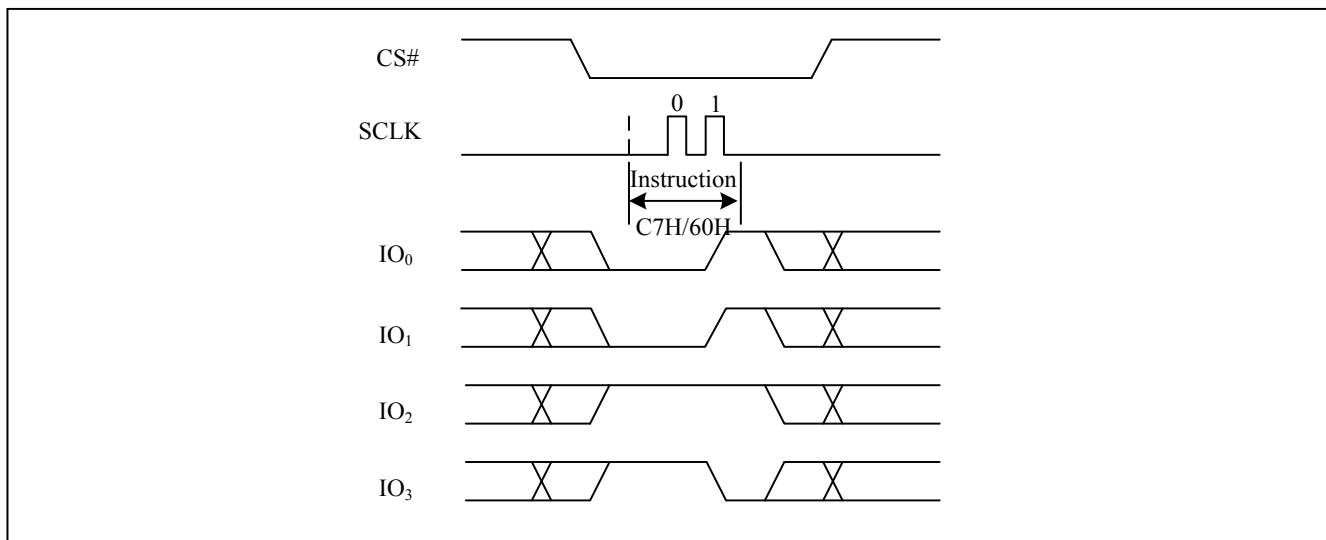 CS#
0 1
SCLK
Instruction
C7H/60H
IO₀
IO₁
IO₂
IO₃